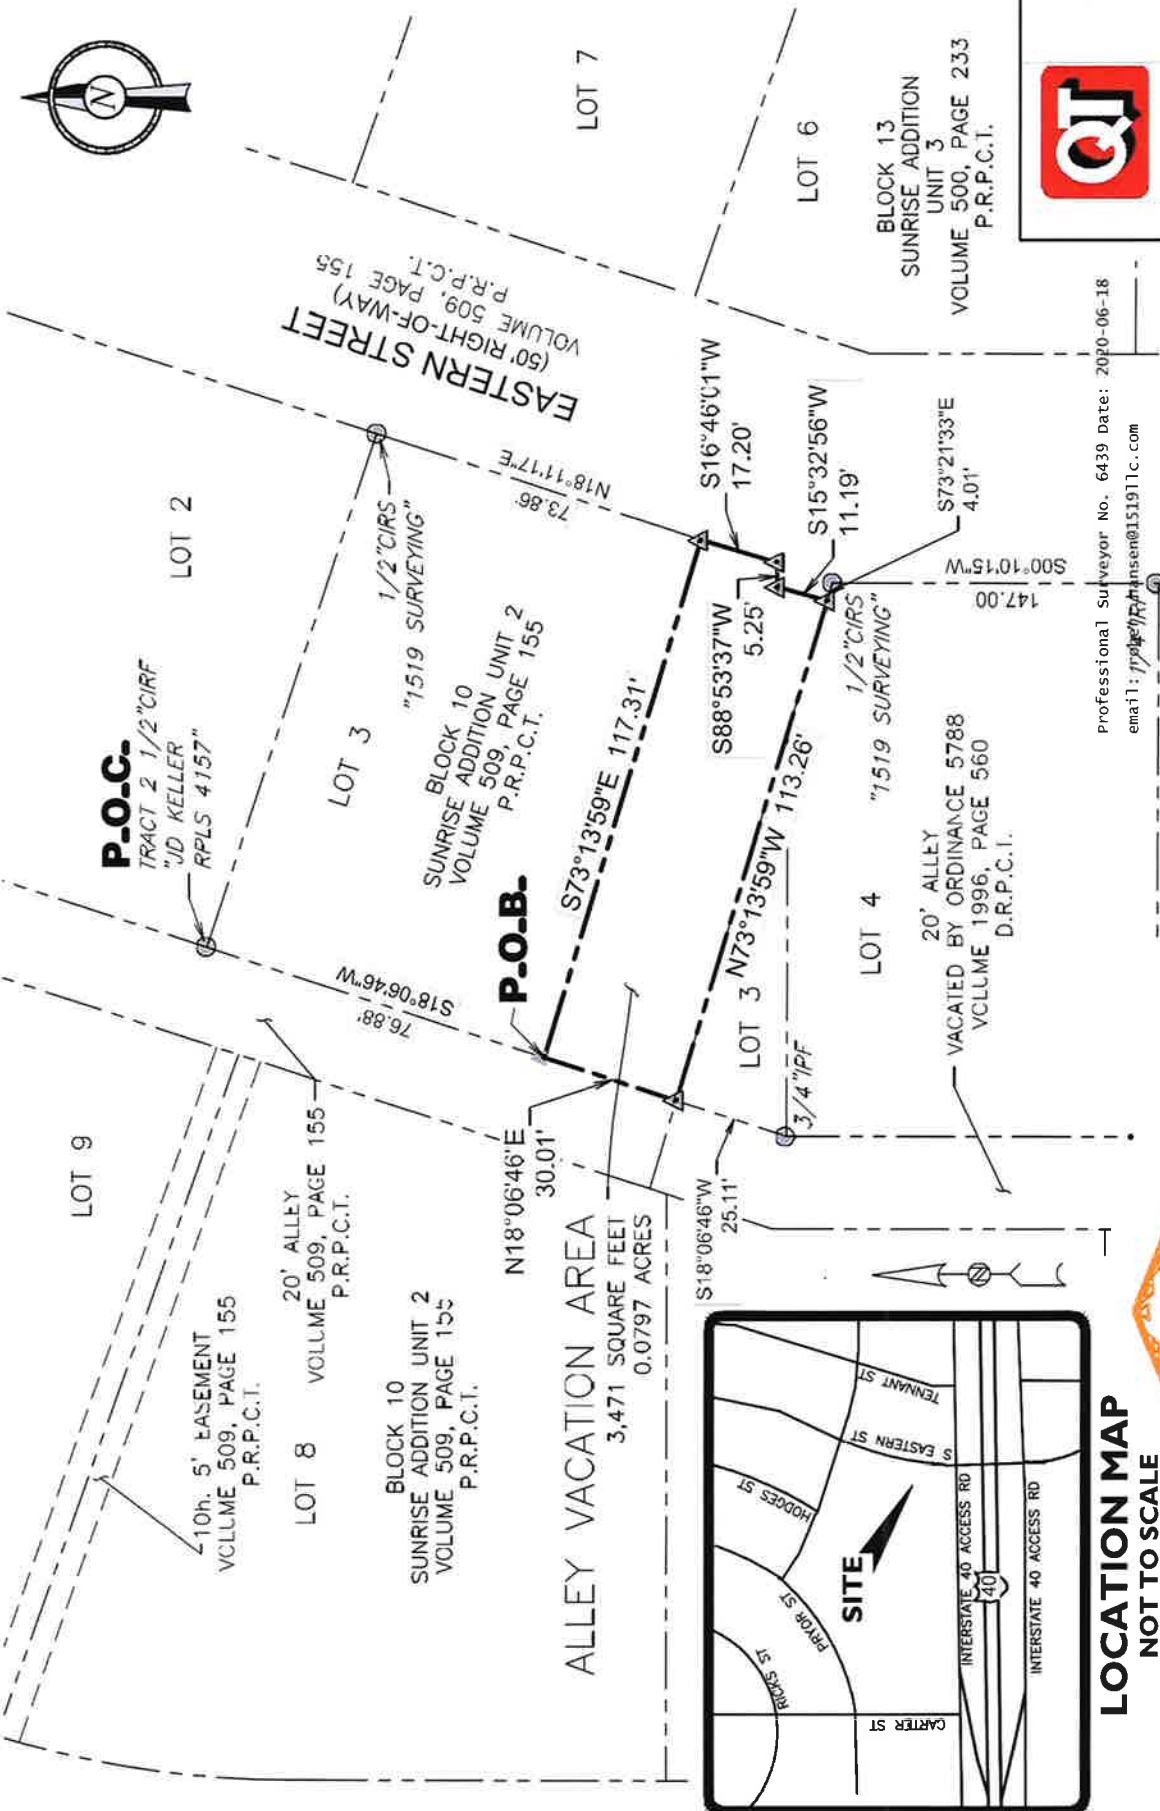 N
LOT 7
LOT 6
BLOCK 13
SUNRISE ADDITION
UNIT 3
VOLUME 500, PAGE 233
P.R.P.C.T.
QT
EASTERN STREET
(50' RIGHT-OF-WAY)
VOLUME 509, PAGE 155
P.R.P.C.T.
LOT 2
P.O.C.
TRACT 2 1/2"CIRF
"JD KELLER
RPLS 4157"
LOT 3
1/2"CIRS
"1519 SURVEYING"
N18°11'17"E
73.86'
BLOCK 10
SUNRISE ADDITION UNIT 2
VOLUME 509, PAGE 155
P.R.P.C.T.
S18°06'46"W
76.88'
P.O.B.
S73°13'59"E 117.31'
S16°46'01"W
17.20'
S88°53'37"W
5.25'
S15°32'56"W
11.19'
S73°21'33"E
4.01'
N73°13'59"W 113.26'
1/2"CIRS
"1519 SURVEYING"
S00°10'15"W
147.00
LOT 3
LOT 4
3/4"IPF
20' ALLEY
VACATED BY ORDINANCE 5788
VCLUME 1996, PAGE 560
D.R.P.C.T.
Professional Surveyor No. 6439 Date: 2020-06-18
LOT 9
10h. 5' EASEMENT
VCLUME 509, PAGE 155
P.R.P.C.T.
20' ALLEY
VOLUME 509, PAGE 155
P.R.P.C.T.
LOT 8
BLOCK 10
SUNRISE ADDITION UNIT 2
VOLUME 509, PAGE 155
P.R.P.C.T.
N18°06'46"E
30.01'
ALLEY VACATION AREA
3,471 SQUARE FEET
0.0797 ACRES
S18°06'46"W
25.11'
N
RICKS ST
PRYOR ST
HODGES ST
S EASTERN ST
TENNANT ST
CARTER ST
SITE
INTERSTATE 40 ACCESS RD
40
INTERSTATE 40 ACCESS RD
LOCATION MAP
NOT TO SCALE